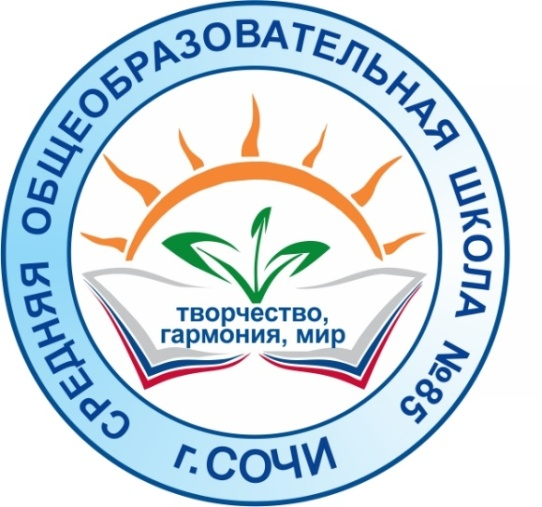 СРЕДНЯЯ ОБЩЕОБРАЗОВАТЕЛЬНАЯ ШКОЛА №85
творчество,
гармония, мир
г. СОЧИ